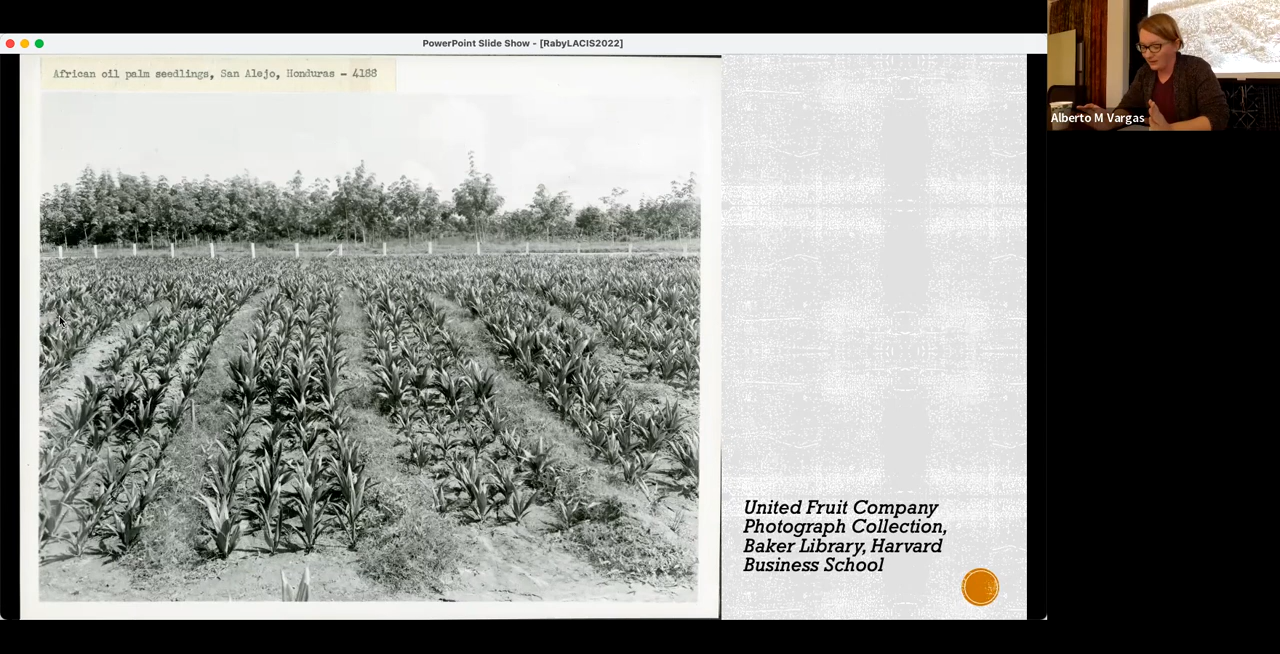 PowerPoint Slide Show - [RabyLACIS2022]
African oil palm seedlings, San Alejo, Honduras - 4188
Alberto M Vargas
United Fruit Company
Photograph Collection,
Baker Library, Harvard
Business School